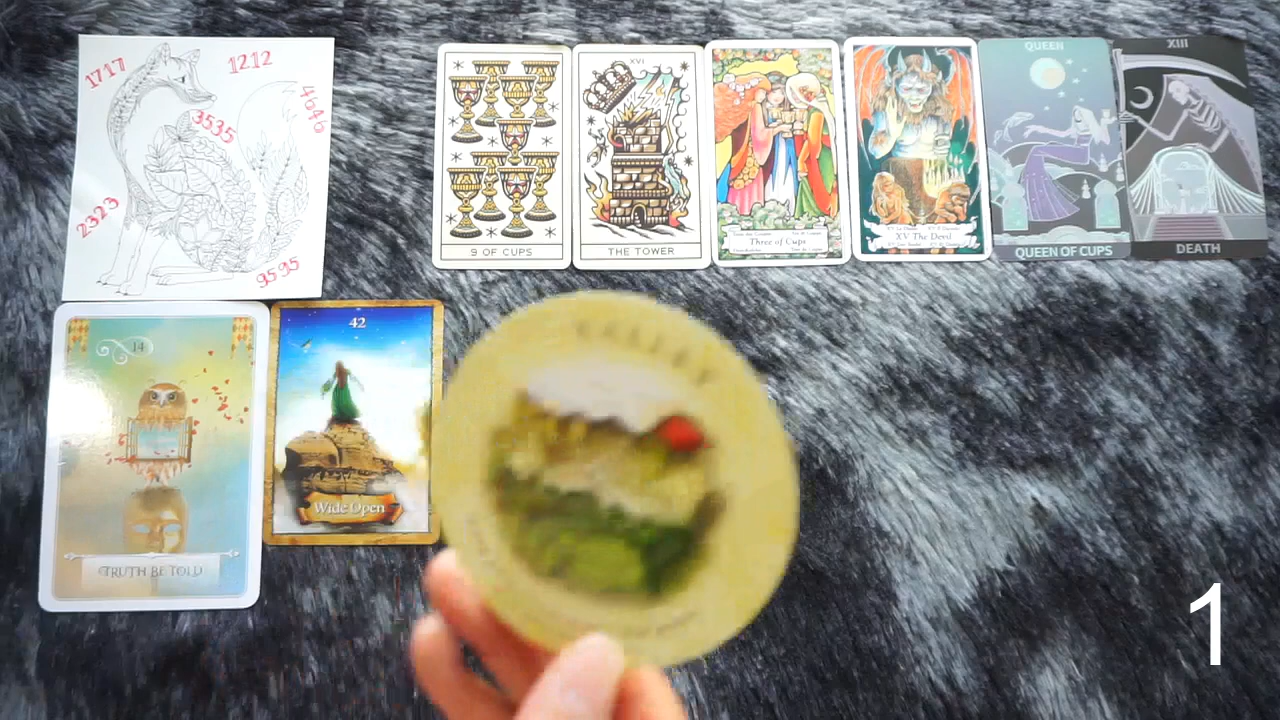 1717
1212
4646
3535
2323
9595
9 OF CUPS
XVI
THE TOWER
Three of Cups
XV The Devil
QUEEN
QUEEN OF CUPS
XIII
DEATH
14
TRUTH BE TOLD
42
Wide Open
1